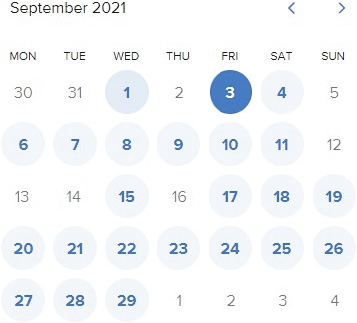 September 2021
MON TUE WED THU FRI SAT SUN
30 31 1 2 3 4 5
6 7 8 9 10 11 12
13 14 15 16 17 18 19
20 21 22 23 24 25 26
27 28 29 1 2 3 4